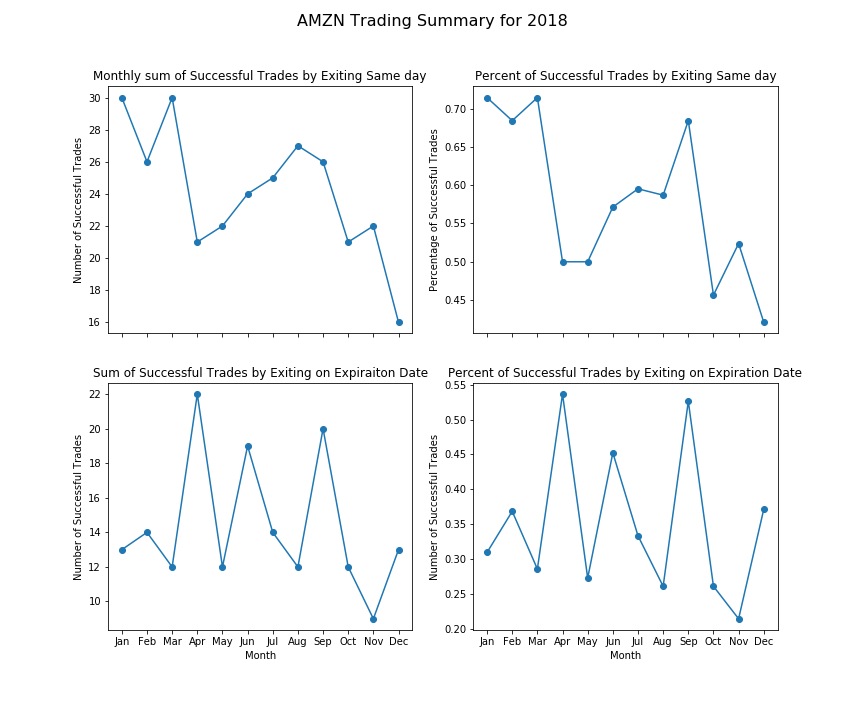 AMZN Trading Summary for 2018
Monthly sum of Successful Trades by Exiting Same day
Number of Successful Trades
30
28
26
24
22
20
18
16
Percent of Successful Trades by Exiting Same day
Percentage of Successful Trades
0.70
0.65
0.60
0.55
0.50
0.45
Sum of Successful Trades by Exiting on Expiraiton Date
Number of Successful Trades
22
20
18
16
14
12
10
Jan Feb Mar Apr May Jun Jul Aug Sep Oct Nov Dec
Month
Percent of Successful Trades by Exiting on Expiration Date
Number of Successful Trades
0.55
0.50
0.45
0.40
0.35
0.30
0.25
0.20
Jan Feb Mar Apr May Jun Jul Aug Sep Oct Nov Dec
Month